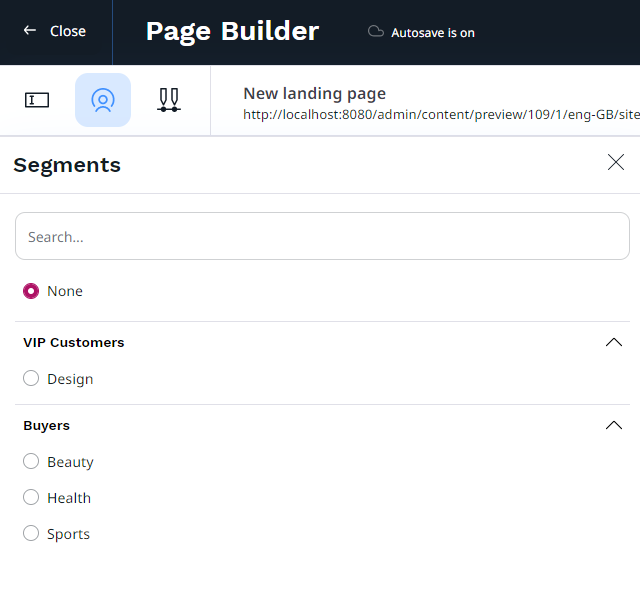 Close
Page Builder
Autosave is on
New landing page
http://localhost:8080/admin/content/preview/109/1/eng-GB/site
Segments
Search...
None
VIP Customers
Design
Buyers
Beauty
Health
Sports